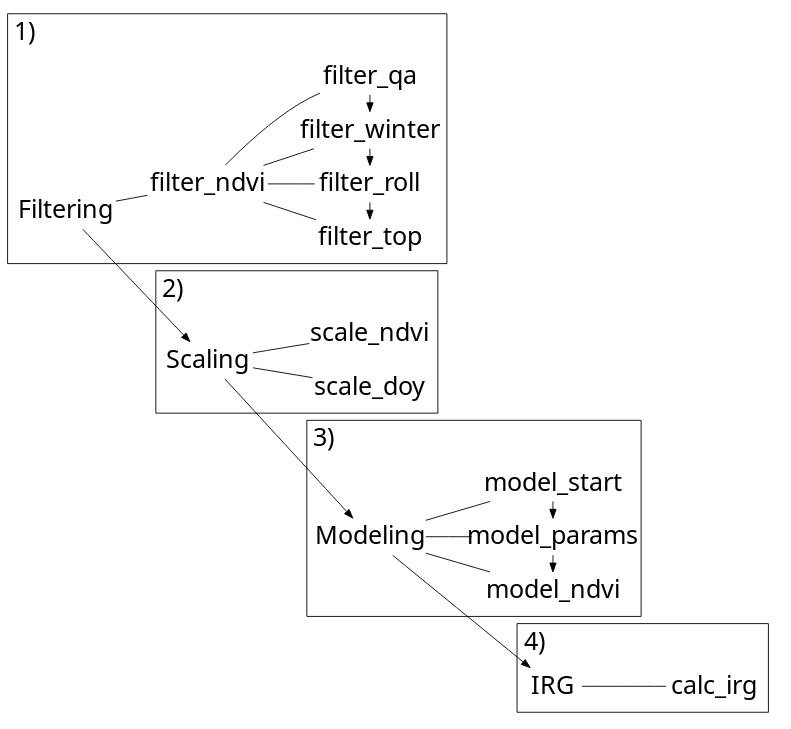 1)
filter_qa
filter_winter
filter_ndvi
filter_roll
Filtering
filter_top
2)
scale_ndvi
Scaling
scale_doy
3)
model_start
Modeling
model_params
model_ndvi
4)
IRG
calc_irg